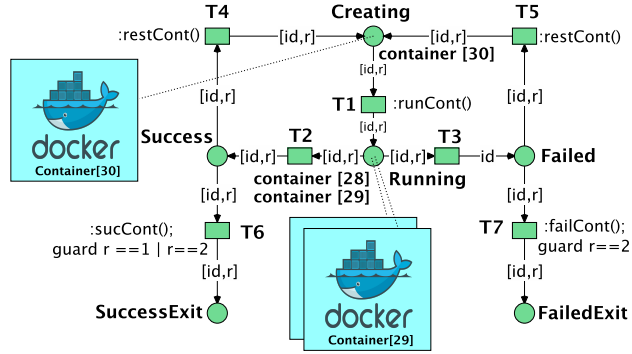 T4
Creating
T5
:restCont()
[id,r]
[id,r]
:restCont()
container [30]
[id,r]
[id,r]
T1
:runCont()
[id,r]
[id,r]
docker
Container[30]
Success
T2
T3
[id,r]
[id,r]
[id,r]
id
Failed
container [28]
container [29]
Running
[id,r]
[id,r]
:sucCont();
guard r ==1 | r==2
T6
T7
:failCont();
guard r==2
[id,r]
[id,r]
docker
Container[29]
SuccessExit
FailedExit